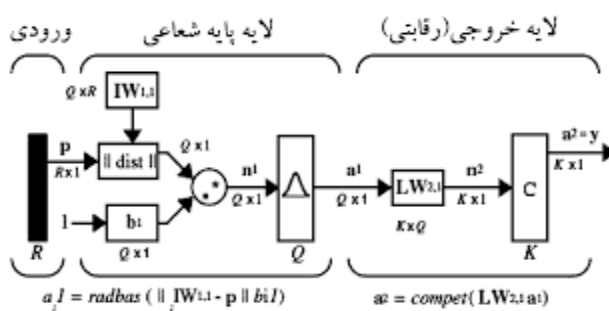 ورودی
لایه پایه شعاعی
لایه خروجی(رقابتی)
Q x R
IW1,1
p
R x 1
|| dist ||
Q x 1
1
b1
Q x 1
.*
n1
Q x 1
a1
Q x 1
LW2,1
K x Q
n2
K x 1
C
a2 = y
K x 1
R
Q
K
ai1 = radbas ( || iIW1,1 - p || bi1)
a2 = compet(LW2,1 a1)